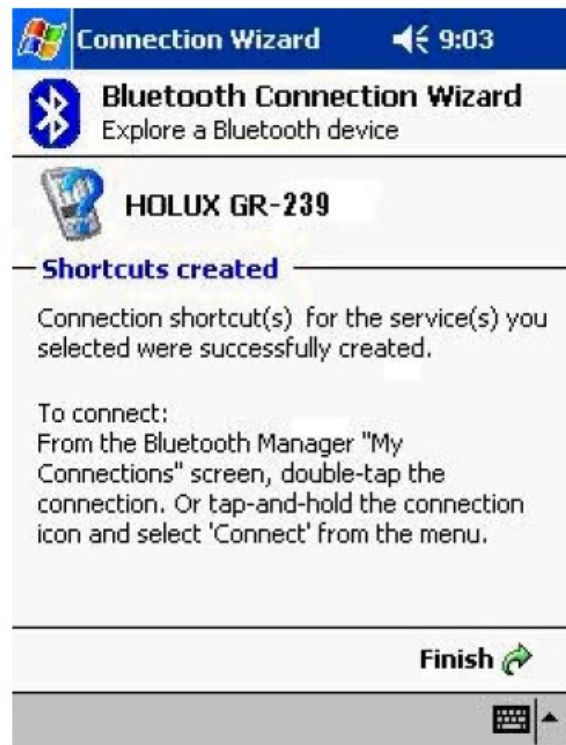 Connection Wizard 9:03
Bluetooth Connection Wizard
Explore a Bluetooth device
HOLUX GR-239
Shortcuts created
Connection shortcut(s) for the service(s) you
selected were successfully created.
To connect:
From the Bluetooth Manager "My
Connections" screen, double-tap the
connection. Or tap-and-hold the connection
icon and select 'Connect' from the menu.
Finish